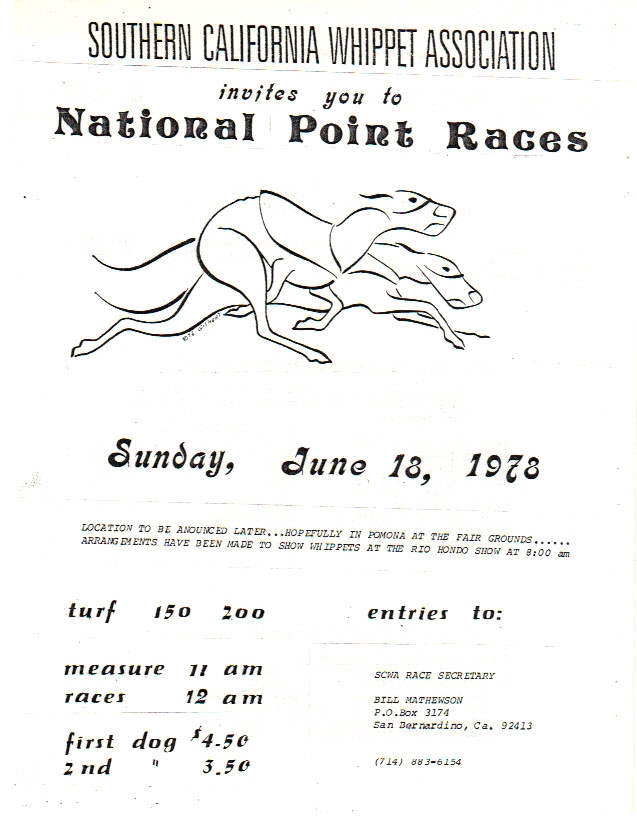 SOUTHERN CALIFORNIA WHIPPET ASSOCIATION
invites you to
National Point Races
Sunday, June 18, 1978
LOCATION TO BE ANOUNCED LATER...HOPEFULLY IN POMONA AT THE FAIR GROUNDS......
ARRANGEMENTS HAVE BEEN MADE TO SHOW WHIPPETS AT THE RIO HONDO SHOW AT 8:00 am
turf 150 200
entries to:
measure 11 am
races 12 am
first dog $4.50
2nd " 3.50
SCWA RACE SECRETARY
BILL MATHEWSON
P.O.Box 3174
San Bernardino, Ca. 92413
(714) 883-6154